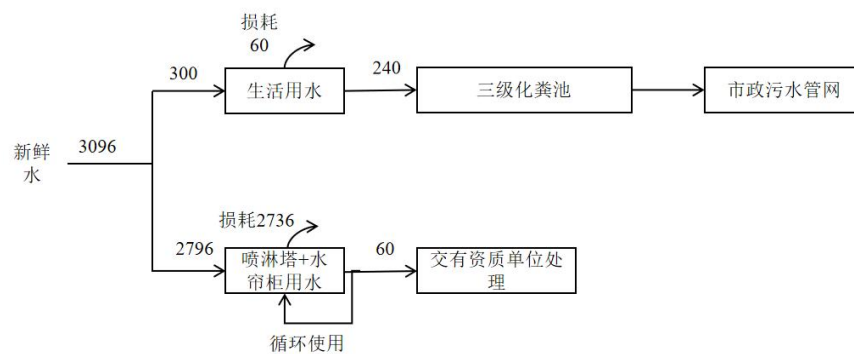 损耗
60
300
生活用水
240
三级化粪池
市政污水管网
新鲜
水
3096
损耗2736
2796
喷淋塔+水
帘柜用水
60
交有资质单位处
理
循环使用